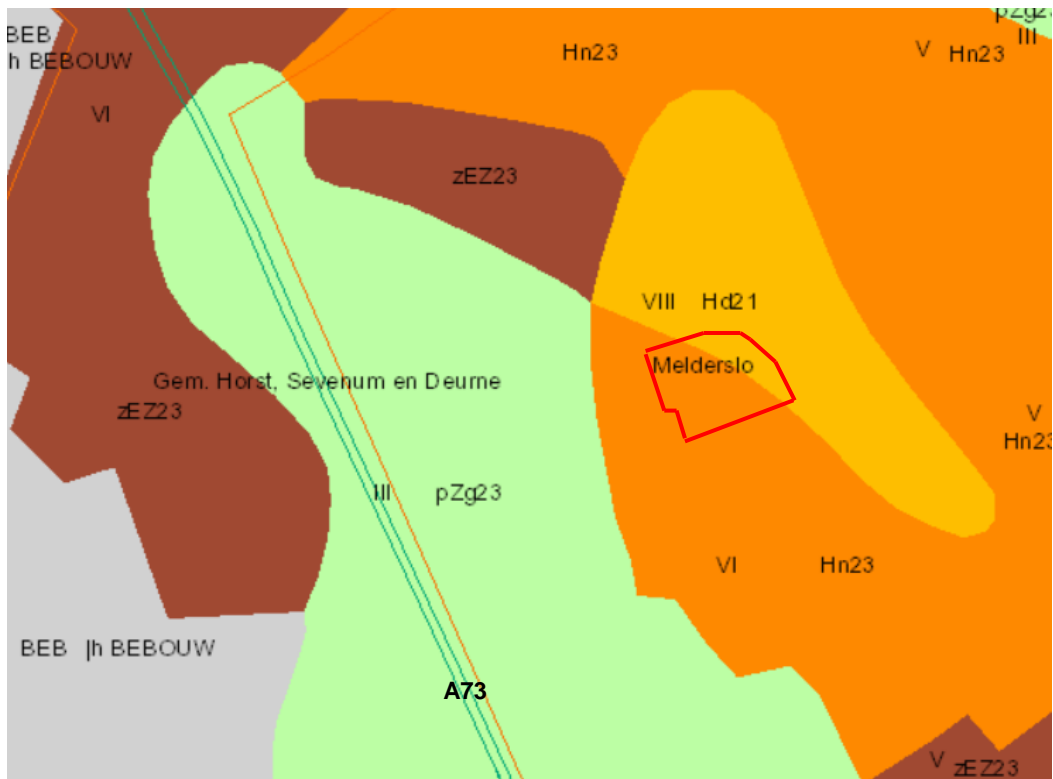 pZg23
III
BEB
|h BEBOUW
VI
Hn23
V Hn23
zEZ23
VIII Hd21
Melderslo
Gem. Horst, Sevenum en Deurne
zEZ23
V
Hn23
III pZg23
VI Hn23
BEB |h BEBOUW
A73
V zEZ23